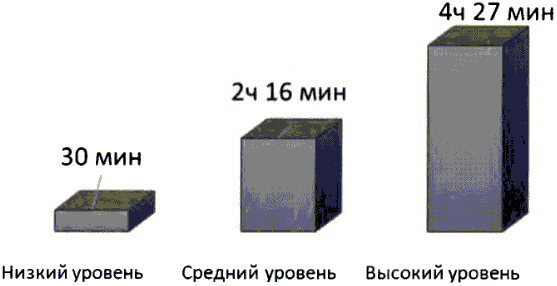 4ч 27 мин
2ч 16 мин
30 мин
Низкий уровень Средний уровень Высокий уровень